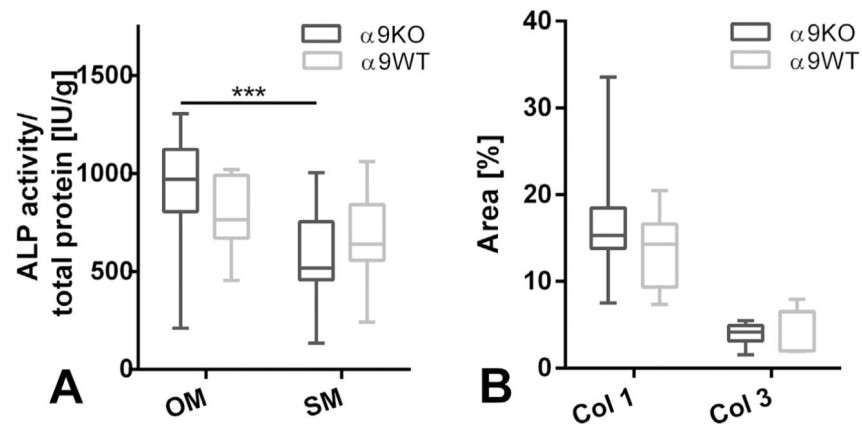 α9KO
α9WT
1500
1000
500
0
ALP activity/
total protein [IU/g]
***
OM
SM
A
α9KO
α9WT
40
30
20
10
0
Area [%]
Col 1
Col 3
B